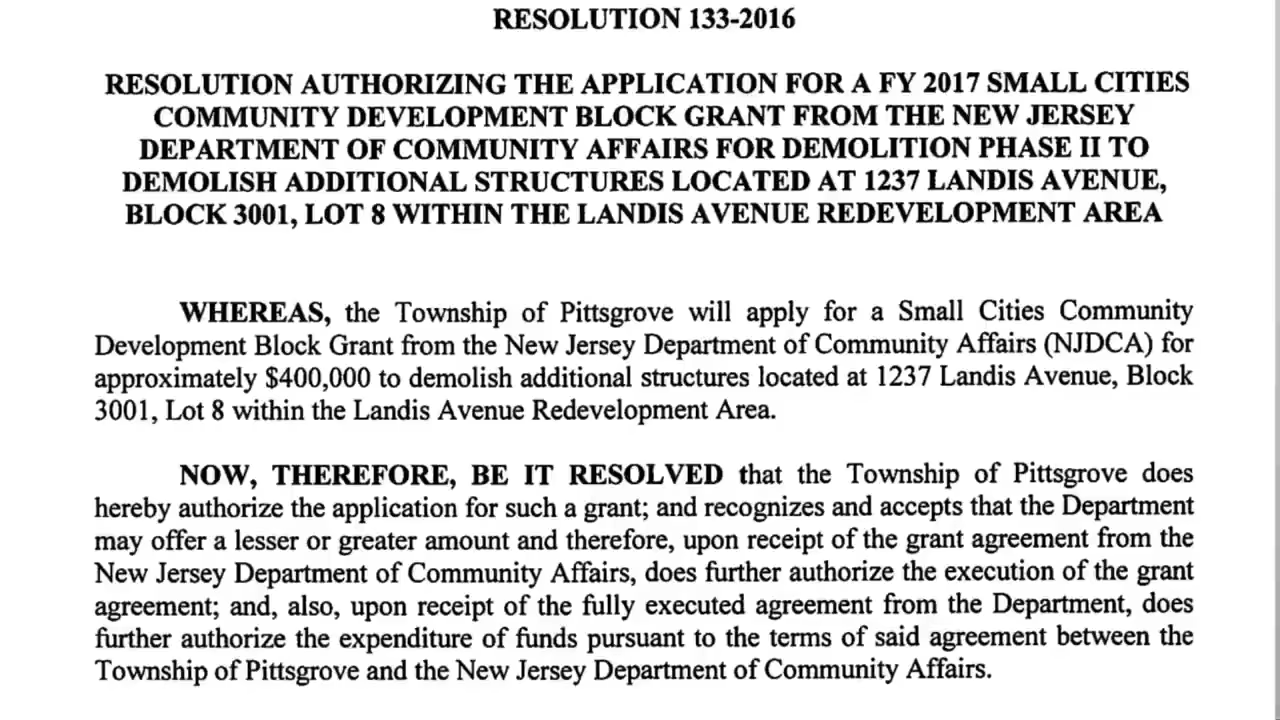 RESOLUTION 133-2016
RESOLUTION AUTHORIZING THE APPLICATION FOR A FY 2017 SMALL CITIES
COMMUNITY DEVELOPMENT BLOCK GRANT FROM THE NEW JERSEY
DEPARTMENT OF COMMUNITY AFFAIRS FOR DEMOLITION PHASE II TO
DEMOLISH ADDITIONAL STRUCTURES LOCATED AT 1237 LANDIS AVENUE,
BLOCK 3001, LOT 8 WITHIN THE LANDIS AVENUE REDEVELOPMENT AREA
WHEREAS, the Township of Pittsgrove will apply for a Small Cities Community
Development Block Grant from the New Jersey Department of Community Affairs (NJDCA) for
approximately $400,000 to demolish additional structures located at 1237 Landis Avenue, Block
3001, Lot 8 within the Landis Avenue Redevelopment Area.
NOW, THEREFORE, BE IT RESOLVED that the Township of Pittsgrove does
hereby authorize the application for such a grant; and recognizes and accepts that the Department
may offer a lesser or greater amount and therefore, upon receipt of the grant agreement from the
New Jersey Department of Community Affairs, does further authorize the execution of the grant
agreement; and, also, upon receipt of the fully executed agreement from the Department, does
further authorize the expenditure of funds pursuant to the terms of said agreement between the
Township of Pittsgrove and the New Jersey Department of Community Affairs.